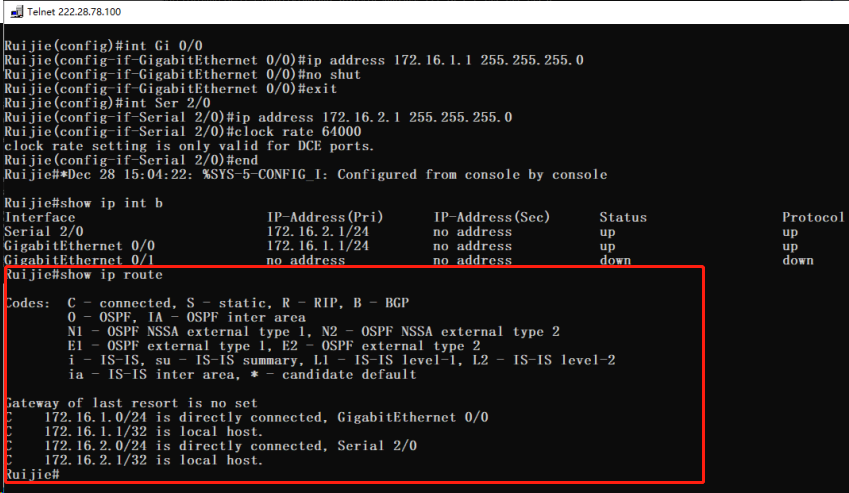 Telnet 222.28.78.100
Ruijie(config)#int Gi 0/0
Ruijie(config-if-GigabitEthernet 0/0)#ip address 172.16.1.1 255.255.255.0
Ruijie(config-if-GigabitEthernet 0/0)#no shut
Ruijie(config-if-GigabitEthernet 0/0)#exit
Ruijie(config)#int Ser 2/0
Ruijie(config-if-Serial 2/0)#ip address 172.16.2.1 255.255.255.0
Ruijie(config-if-Serial 2/0)#clock rate 64000
clock rate setting is only valid for DCE ports.
Ruijie(config-if-Serial 2/0)#end
Ruijie#*Dec 28 15:04:22: %SYS-5-CONFIG_I: Configured from console by console
Ruijie#show ip int b
Interface IP-Address(Pri) IP-Address(Sec) Status Protocol
Serial 2/0 172.16.2.1/24 no address up up
GigabitEthernet 0/0 172.16.1.1/24 no address up up
GigabitEthernet 0/1 no address no address down down
Ruijie#show ip route
Codes: C - connected, S - static, R - RIP, B - BGP
O - OSPF, IA - OSPF inter area
N1 - OSPF NSSA external type 1, N2 - OSPF NSSA external type 2
E1 - OSPF external type 1, E2 - OSPF external type 2
i - IS-IS, su - IS-IS summary, L1 - IS-IS level-1, L2 - IS-IS level-2
ia - IS-IS inter area, * - candidate default
Gateway of last resort is no set
C 172.16.1.0/24 is directly connected, GigabitEthernet 0/0
C 172.16.1.1/32 is local host.
C 172.16.2.0/24 is directly connected, Serial 2/0
C 172.16.2.1/32 is local host.
Ruijie#